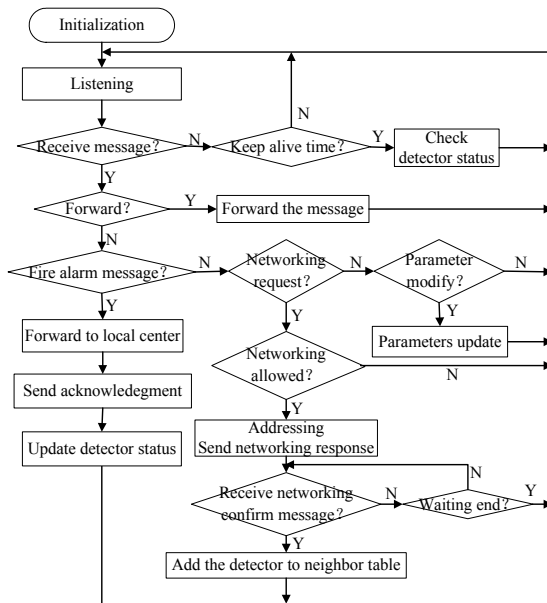 Initialization
Listening
N
Receive message?
N
Keep alive time?
Y
Check
detector status
Y
Forward?
Y
Forward the message
N
Fire alarm message?
N
Networking
request?
N
Parameter
modify?
N
Y
Y
Y
Forward to local center
Parameters update
Networking
allowed?
N
Send acknowledegment
Y
Update detector status
Addressing
Send networking response
N
Receive networking
confirm message?
N
Waiting end?
Y
Y
Add the detector to neighbor table